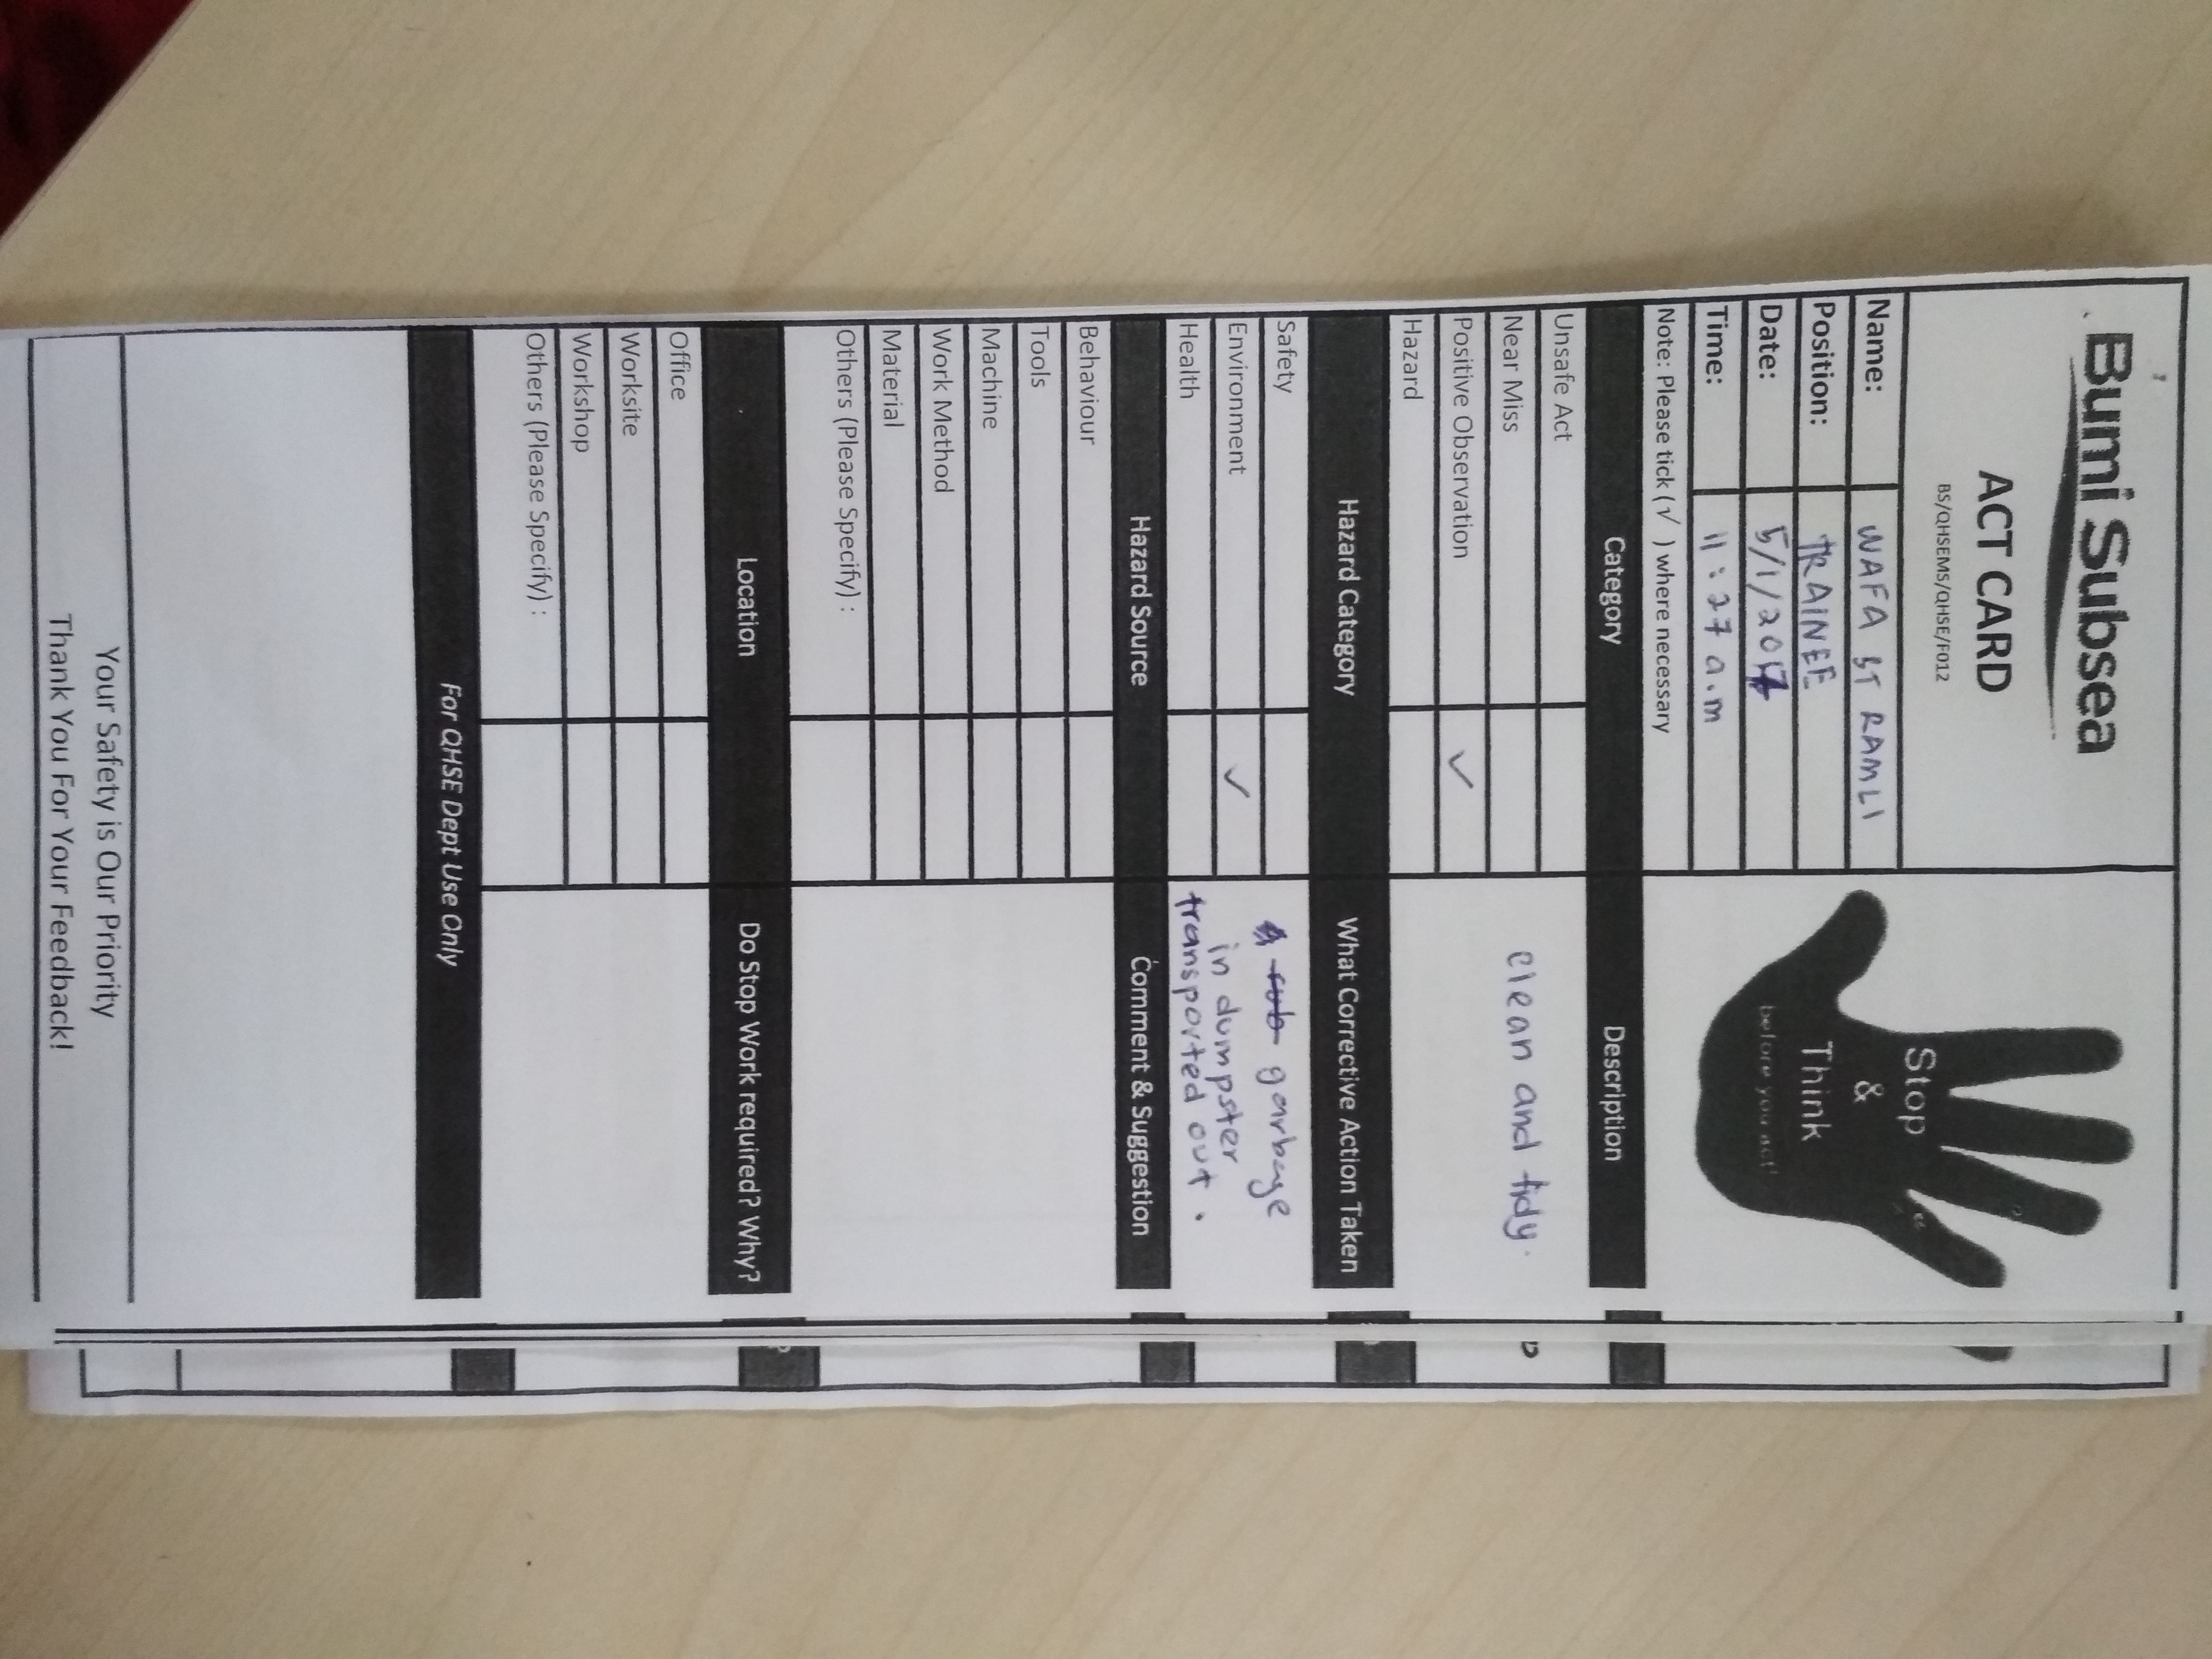 Bumi Subsea
ACT CARD
BS/QHSEMS/QHSE/F012
Name: WAFA BT RAMLI
Position: TRAINEE
Date: 5/1/2017
Time: 11:27 a.m
Note: Please tick (√ ) where necessary
Stop
&
Think
before you act!
Category Description
Unsafe Act
Near Miss
Positive Observation ✓
Hazard
clean and tidy.
Hazard Category What Corrective Action Taken
Safety
Environment ✓
Health
garbage
in dumpster
transported out.
Hazard Source Comment & Suggestion
Behaviour
Tools
Machine
Work Method
Material
Others (Please Specify) :
Location Do Stop Work required? Why?
Office
Worksite
Workshop
Others (Please Specify) :
For QHSE Dept Use Only
Your Safety is Our Priority
Thank You For Your Feedback!